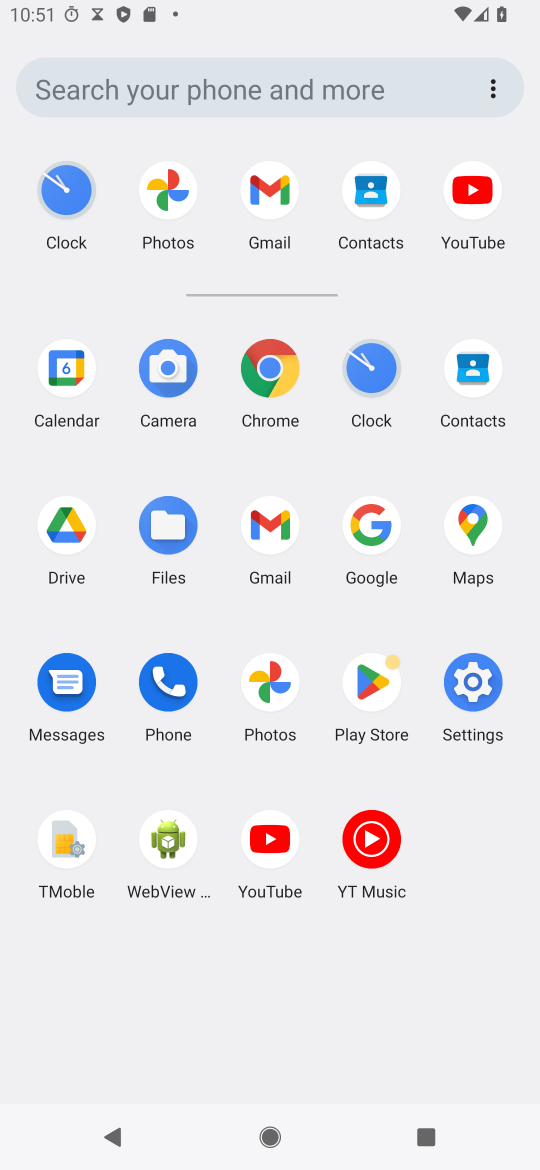 10:51
Search your phone and more
Clock Photos Gmail Contacts YouTube
6
Calendar Camera Chrome Clock Contacts
Drive Files Gmail Google Maps
Messages Phone Photos Play Store Settings
TMoble WebView ... YouTube YT Music